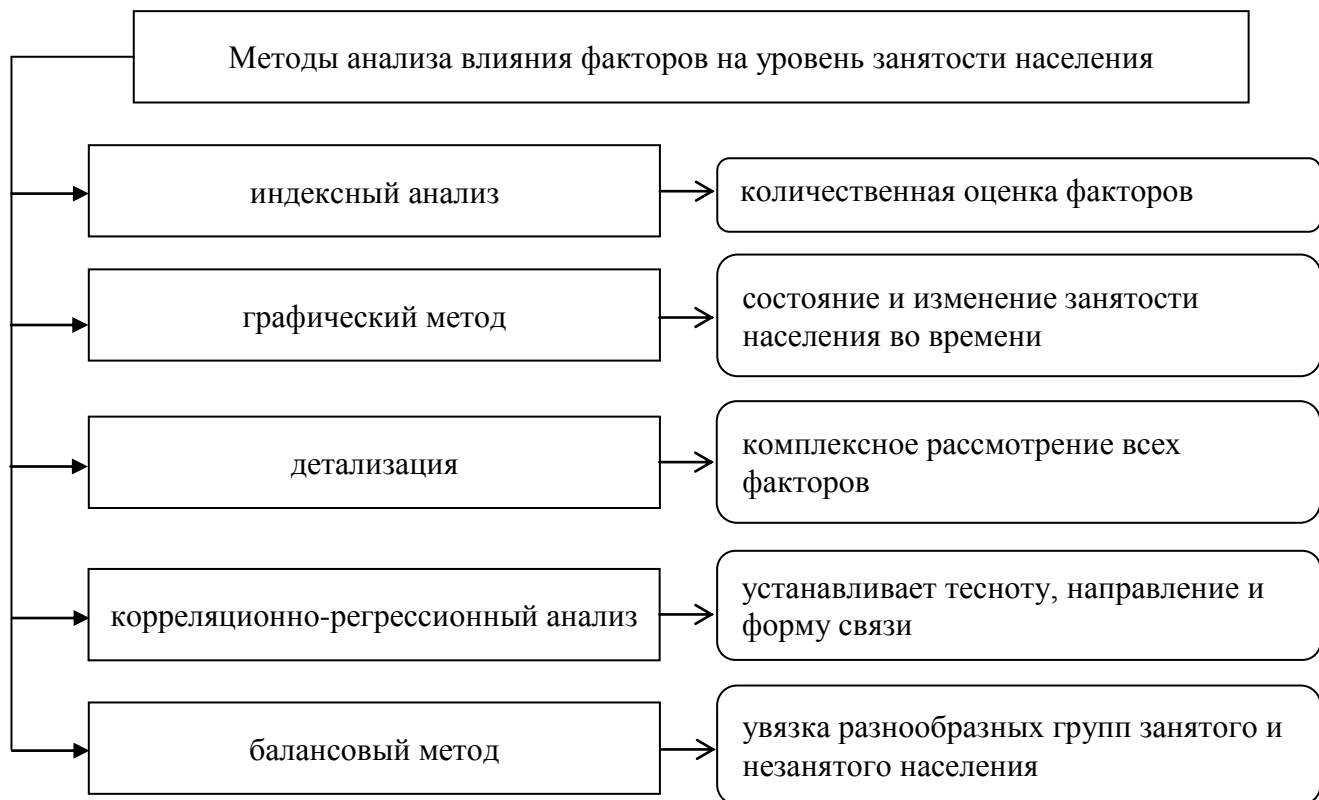 Методы анализа влияния факторов на уровень занятости населения
индексный анализ
количественная оценка факторов
графический метод
состояние и изменение занятости
населения во времени
детализация
комплексное рассмотрение всех
факторов
корреляционно-регрессионный анализ
устанавливает тесноту, направление и
форму связи
балансовый метод
увязка разнообразных групп занятого и
незанятого населения